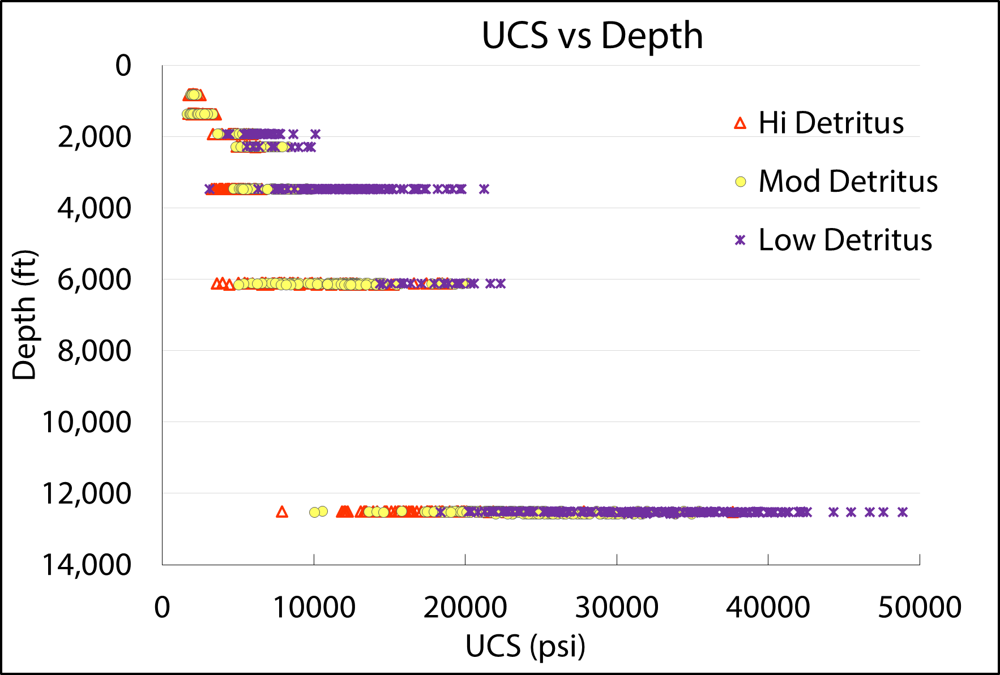 UCS vs Depth
0
2,000
4,000
6,000
8,000
10,000
12,000
14,000
Depth (ft)
Hi Detritus
Mod Detritus
Low Detritus
0 10000 20000 30000 40000 50000
UCS (psi)